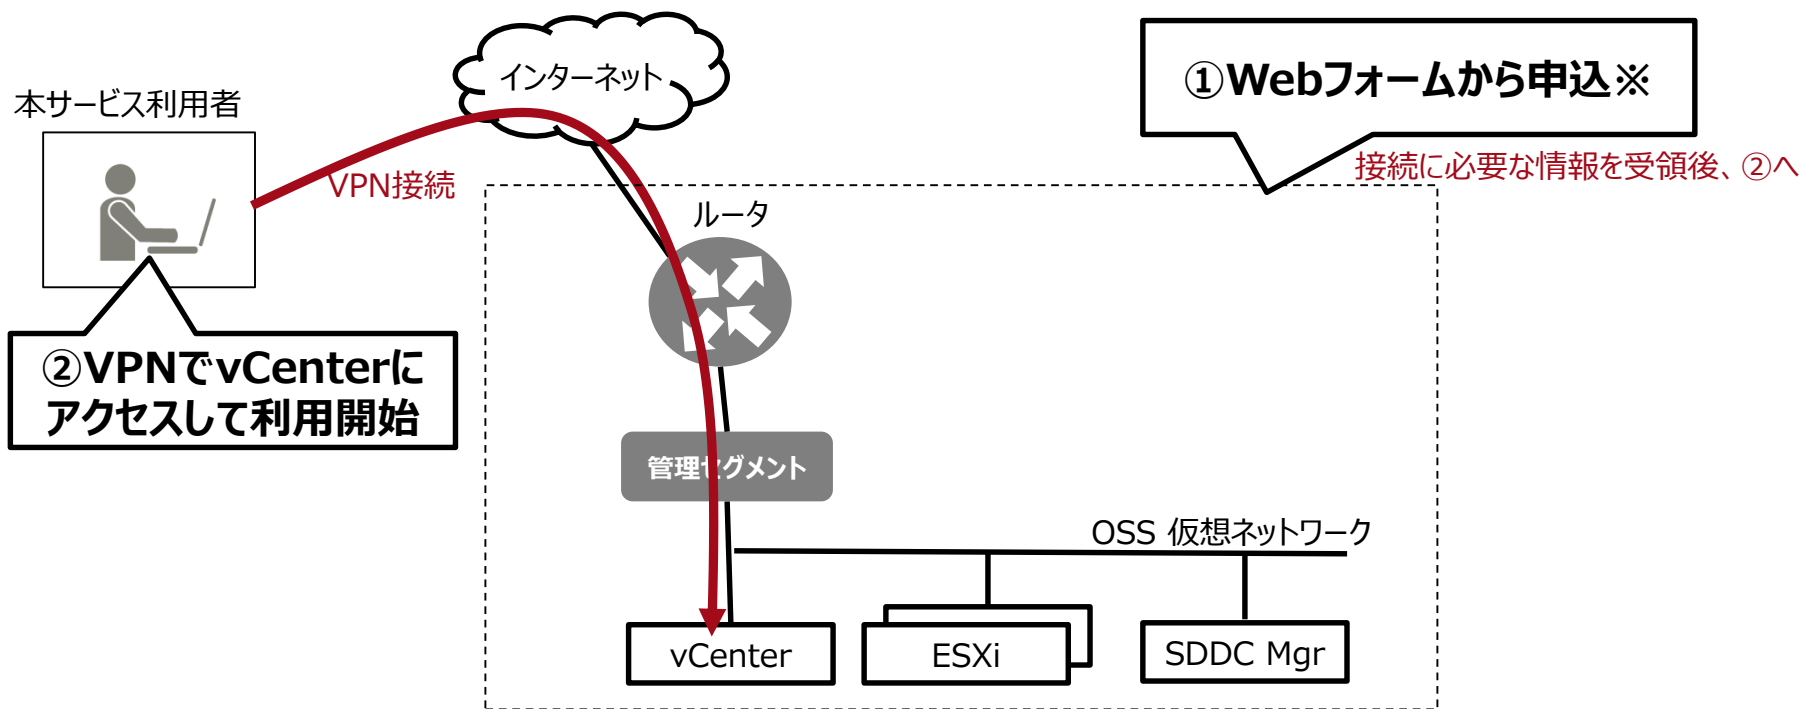 インターネット
①Webフォームから申込※
本サービス利用者
接続に必要な情報を受領後、②へ
VPN接続
ルータ
②VPNでvCenterに
アクセスして利用開始
管理セグメント
OSS 仮想ネットワーク
vCenter
ESXi
SDDC Mgr